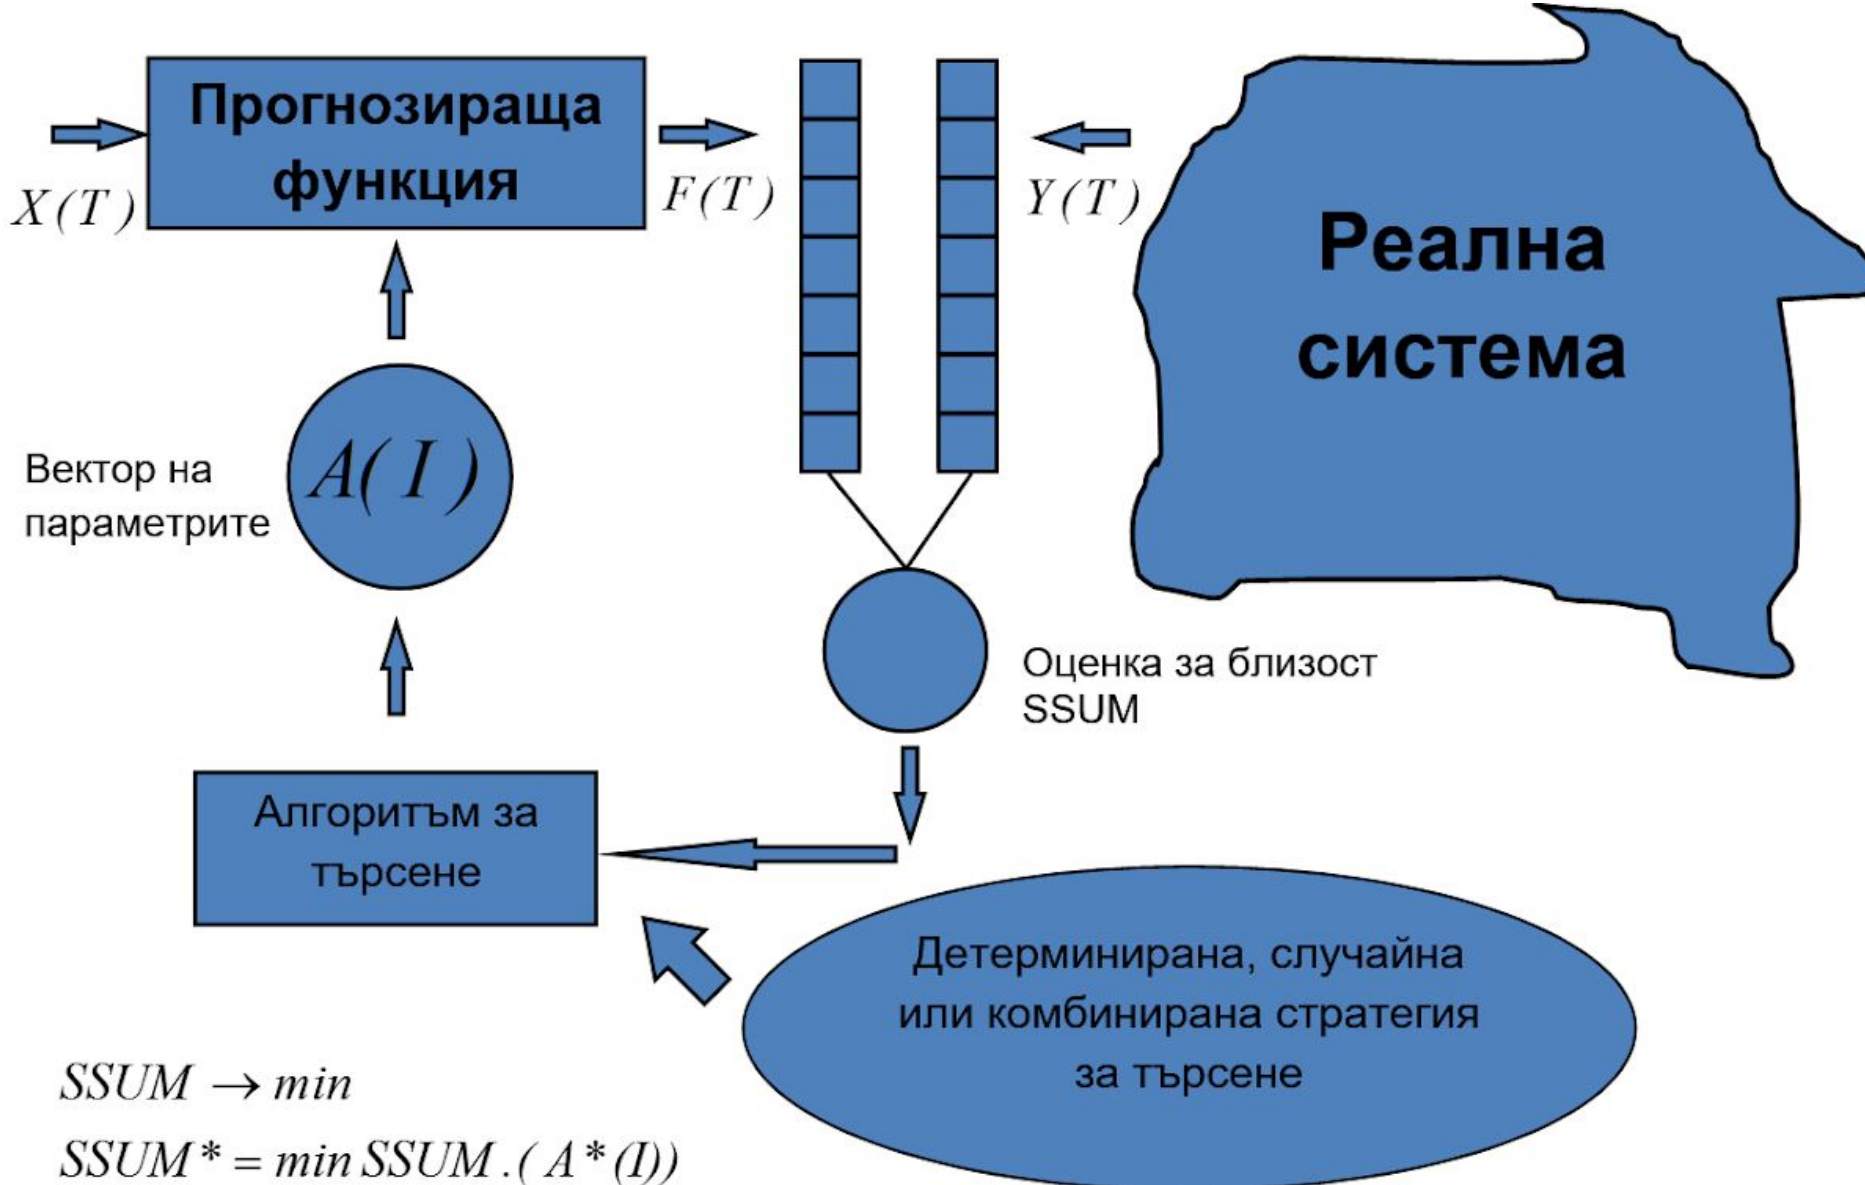 Прогнозираща
функция
X(T)
F(T)
Y(T)
Реална
система
Вектор на
параметрите
A( I )
Оценка за близост
SSUM
Алгоритъм за
търсене
Детерминирана, случайна
или комбинирана стратегия
за търсене
SSUM → min
SSUM* = min SSUM .( A* (I))